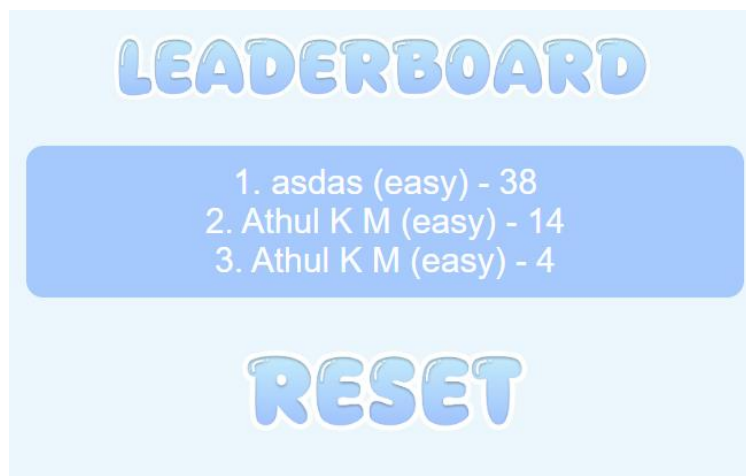 LEADERBOARD
1. asdas (easy) - 38
2. Athul K M (easy) - 14
3. Athul K M (easy) - 4
RESET